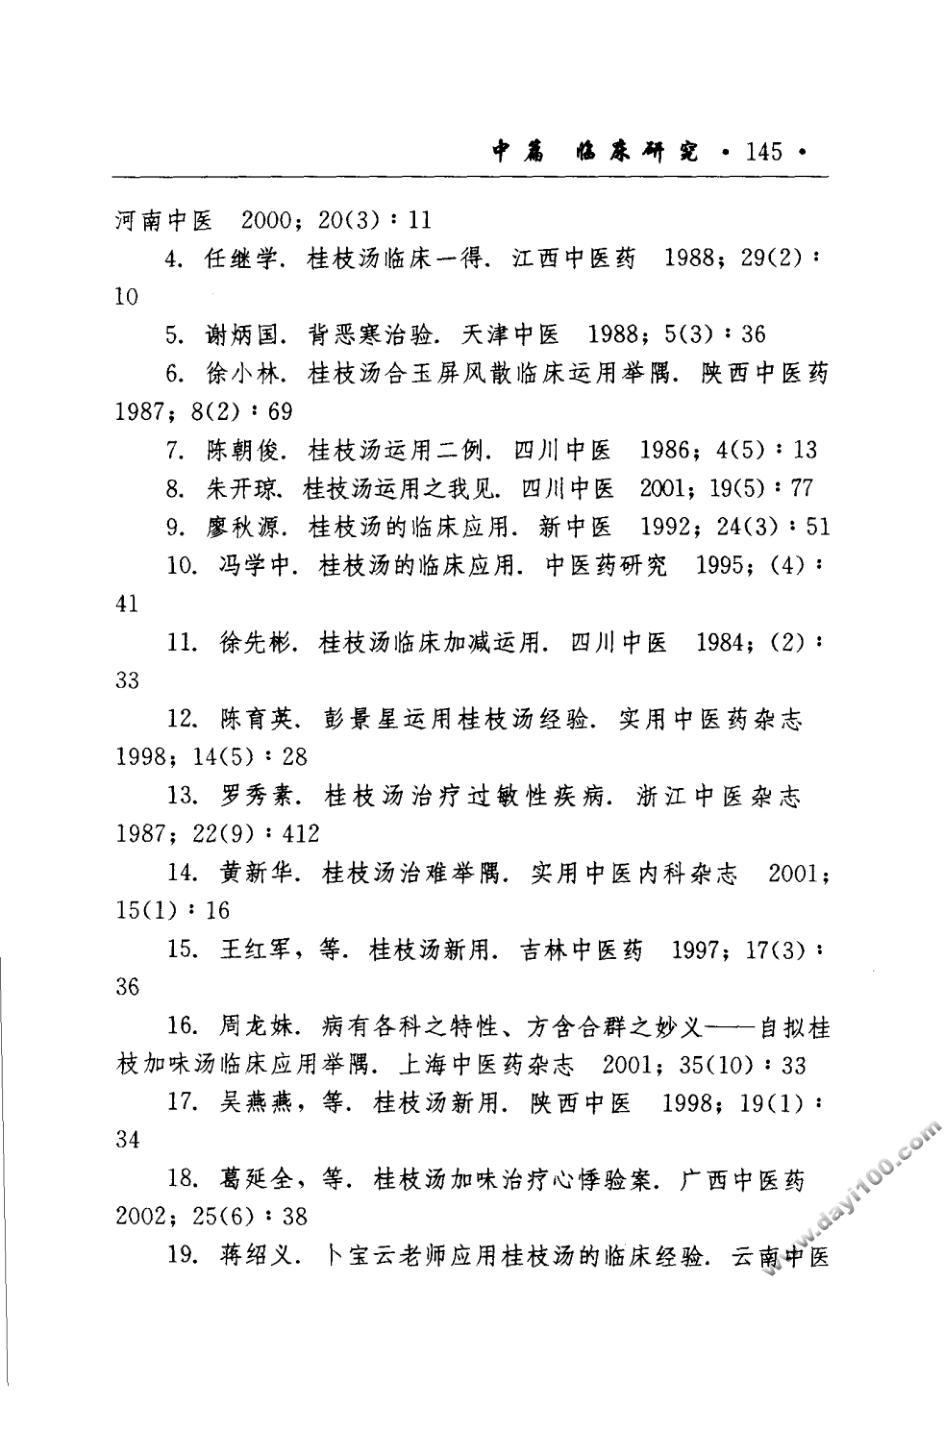 中篇 临床研究 · 145 ·
河南中医 2000；20(3)：11
4. 任继学. 桂枝汤临床一得. 江西中医药 1988；29(2)：
10
5. 谢炳国. 背恶寒治验. 天津中医 1988；5(3)：36
6. 徐小林. 桂枝汤合玉屏风散临床运用举隅. 陕西中医药
1987；8(2)：69
7. 陈朝俊. 桂枝汤运用二例. 四川中医 1986；4(5)：13
8. 朱开琼. 桂枝汤运用之我见. 四川中医 2001；19(5)：77
9. 廖秋源. 桂枝汤的临床应用. 新中医 1992；24(3)：51
10. 冯学中. 桂枝汤的临床应用. 中医药研究 1995；(4)：
41
11. 徐先彬. 桂枝汤临床加减运用. 四川中医 1984；(2)：
33
12. 陈育英. 彭景星运用桂枝汤经验. 实用中医药杂志
1998；14(5)：28
13. 罗秀素. 桂枝汤治疗过敏性疾病. 浙江中医杂志
1987；22(9)：412
14. 黄新华. 桂枝汤治难举隅. 实用中医内科杂志 2001；
15(1)：16
15. 王红军，等. 桂枝汤新用. 吉林中医药 1997；17(3)：
36
16. 周龙妹. 病有各科之特性、方含合群之妙义——自拟桂
枝加味汤临床应用举隅. 上海中医药杂志 2001；35(10)：33
17. 吴燕燕，等. 桂枝汤新用. 陕西中医 1998；19(1)：
34
18. 葛延全，等. 桂枝汤加味治疗心悸验案. 广西中医药
2002；25(6)：38
19. 蒋绍义. 卜宝云老师应用桂枝汤的临床经验. 云南中医
www.dayi100.com